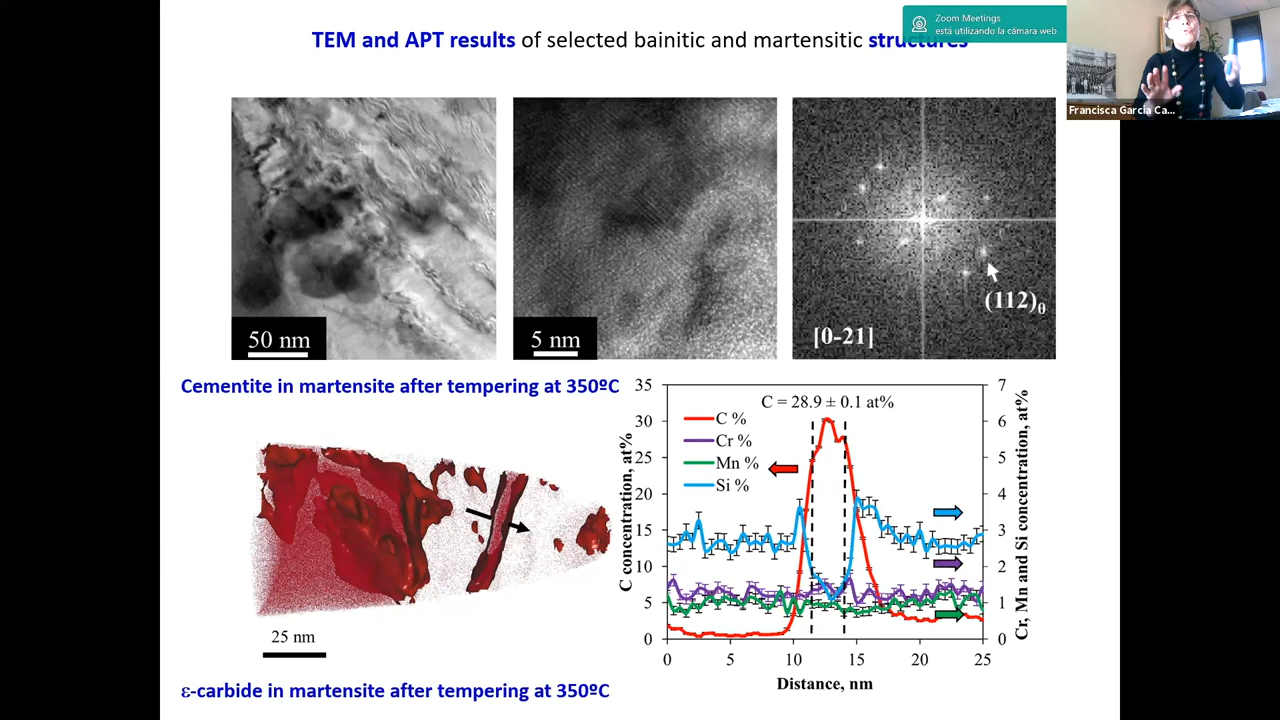 TEM and APT results of selected bainitic and martensitic structures
Zoom Meetings
está utilizando la cámara web
Francisca Garcia Ca...
50 nm
5 nm
(112)θ
[0-21]
Cementite in martensite after tempering at 350ºC
25 nm
ε-carbide in martensite after tempering at 350ºC
C = 28.9 ± 0.1 at%
C %
Cr %
Mn %
Si %
C concentration, at%
35
30
25
20
15
10
5
0
7
6
5
4
3
2
1
0
Cr, Mn and Si concentration, at%
0 5 10 15 20 25
Distance, nm